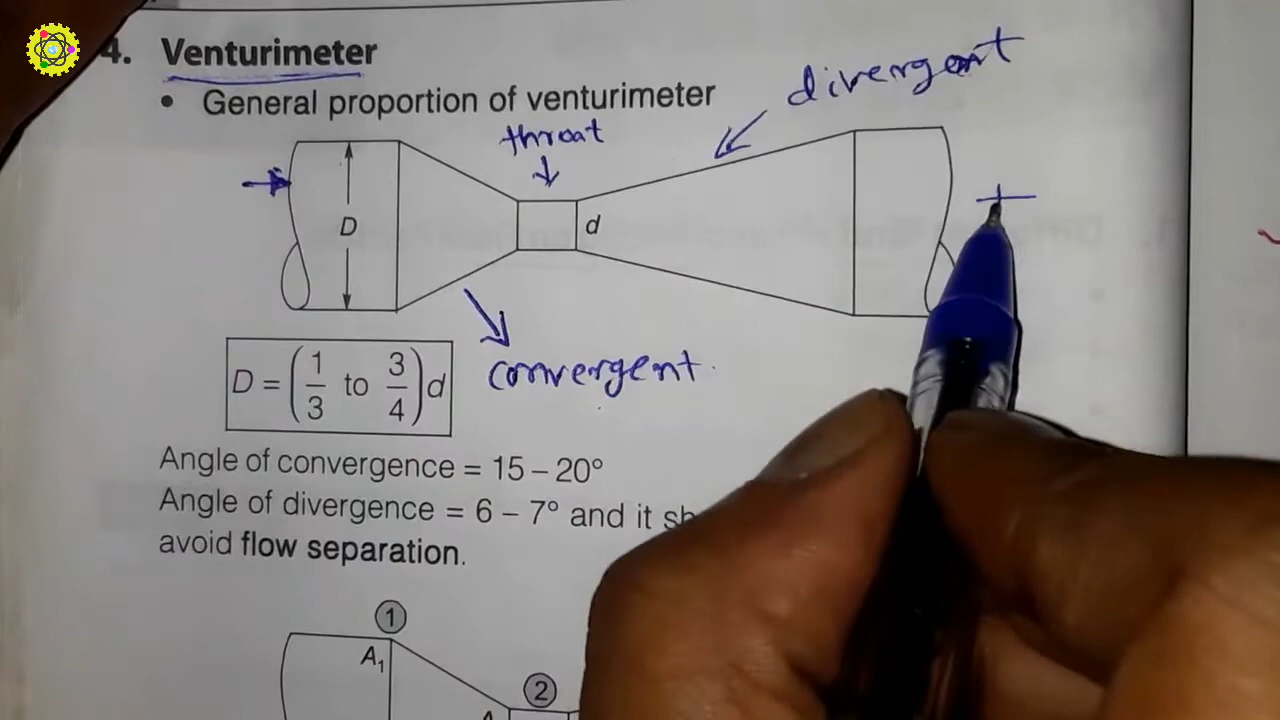 4. Venturimeter
• General proportion of venturimeter
divergent
throat
D
d
convergent
D = (1/3 to 3/4) d
Angle of convergence = 15 – 20°
Angle of divergence = 6 – 7° and it
avoid flow separation.
1
A₁
2